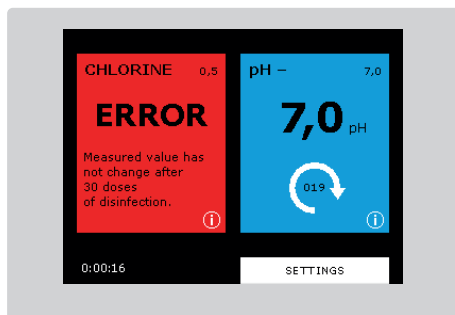 CHLORINE 0,5
ERROR
Measured value has
not change after
30 doses
of disinfection.
i
pH – 7,0
7,0 pH
019
i
0:00:16
SETTINGS